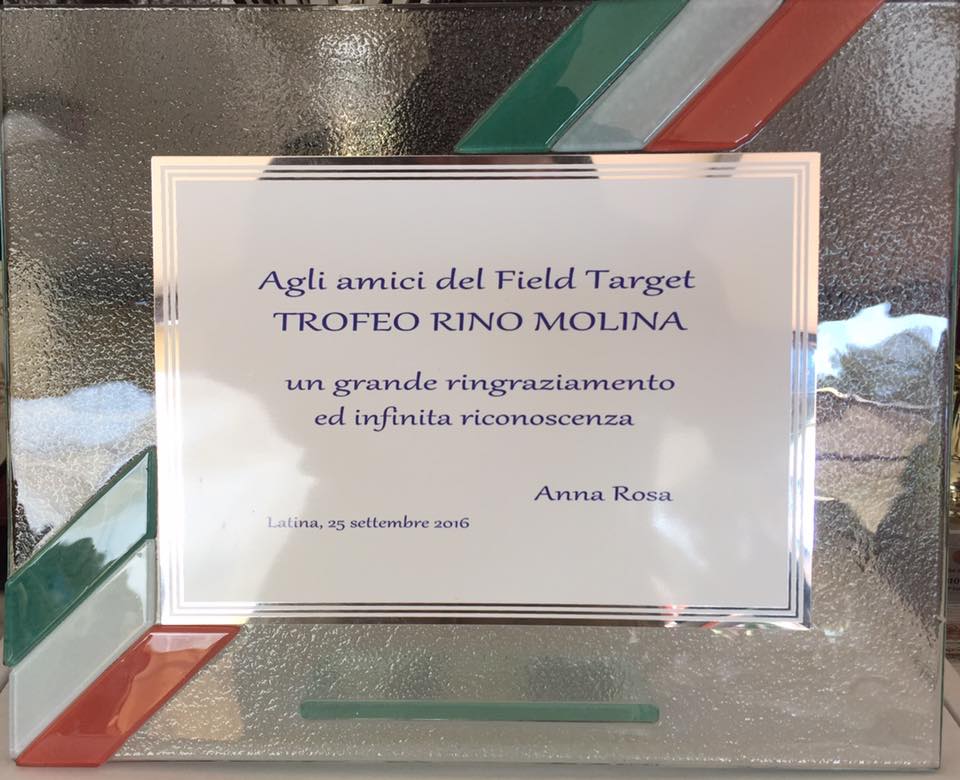 Agli amici del Field Target
TROFEO RINO MOLINA
un grande ringraziamento
ed infinita riconoscenza
Anna Rosa
Latina, 25 settembre 2016